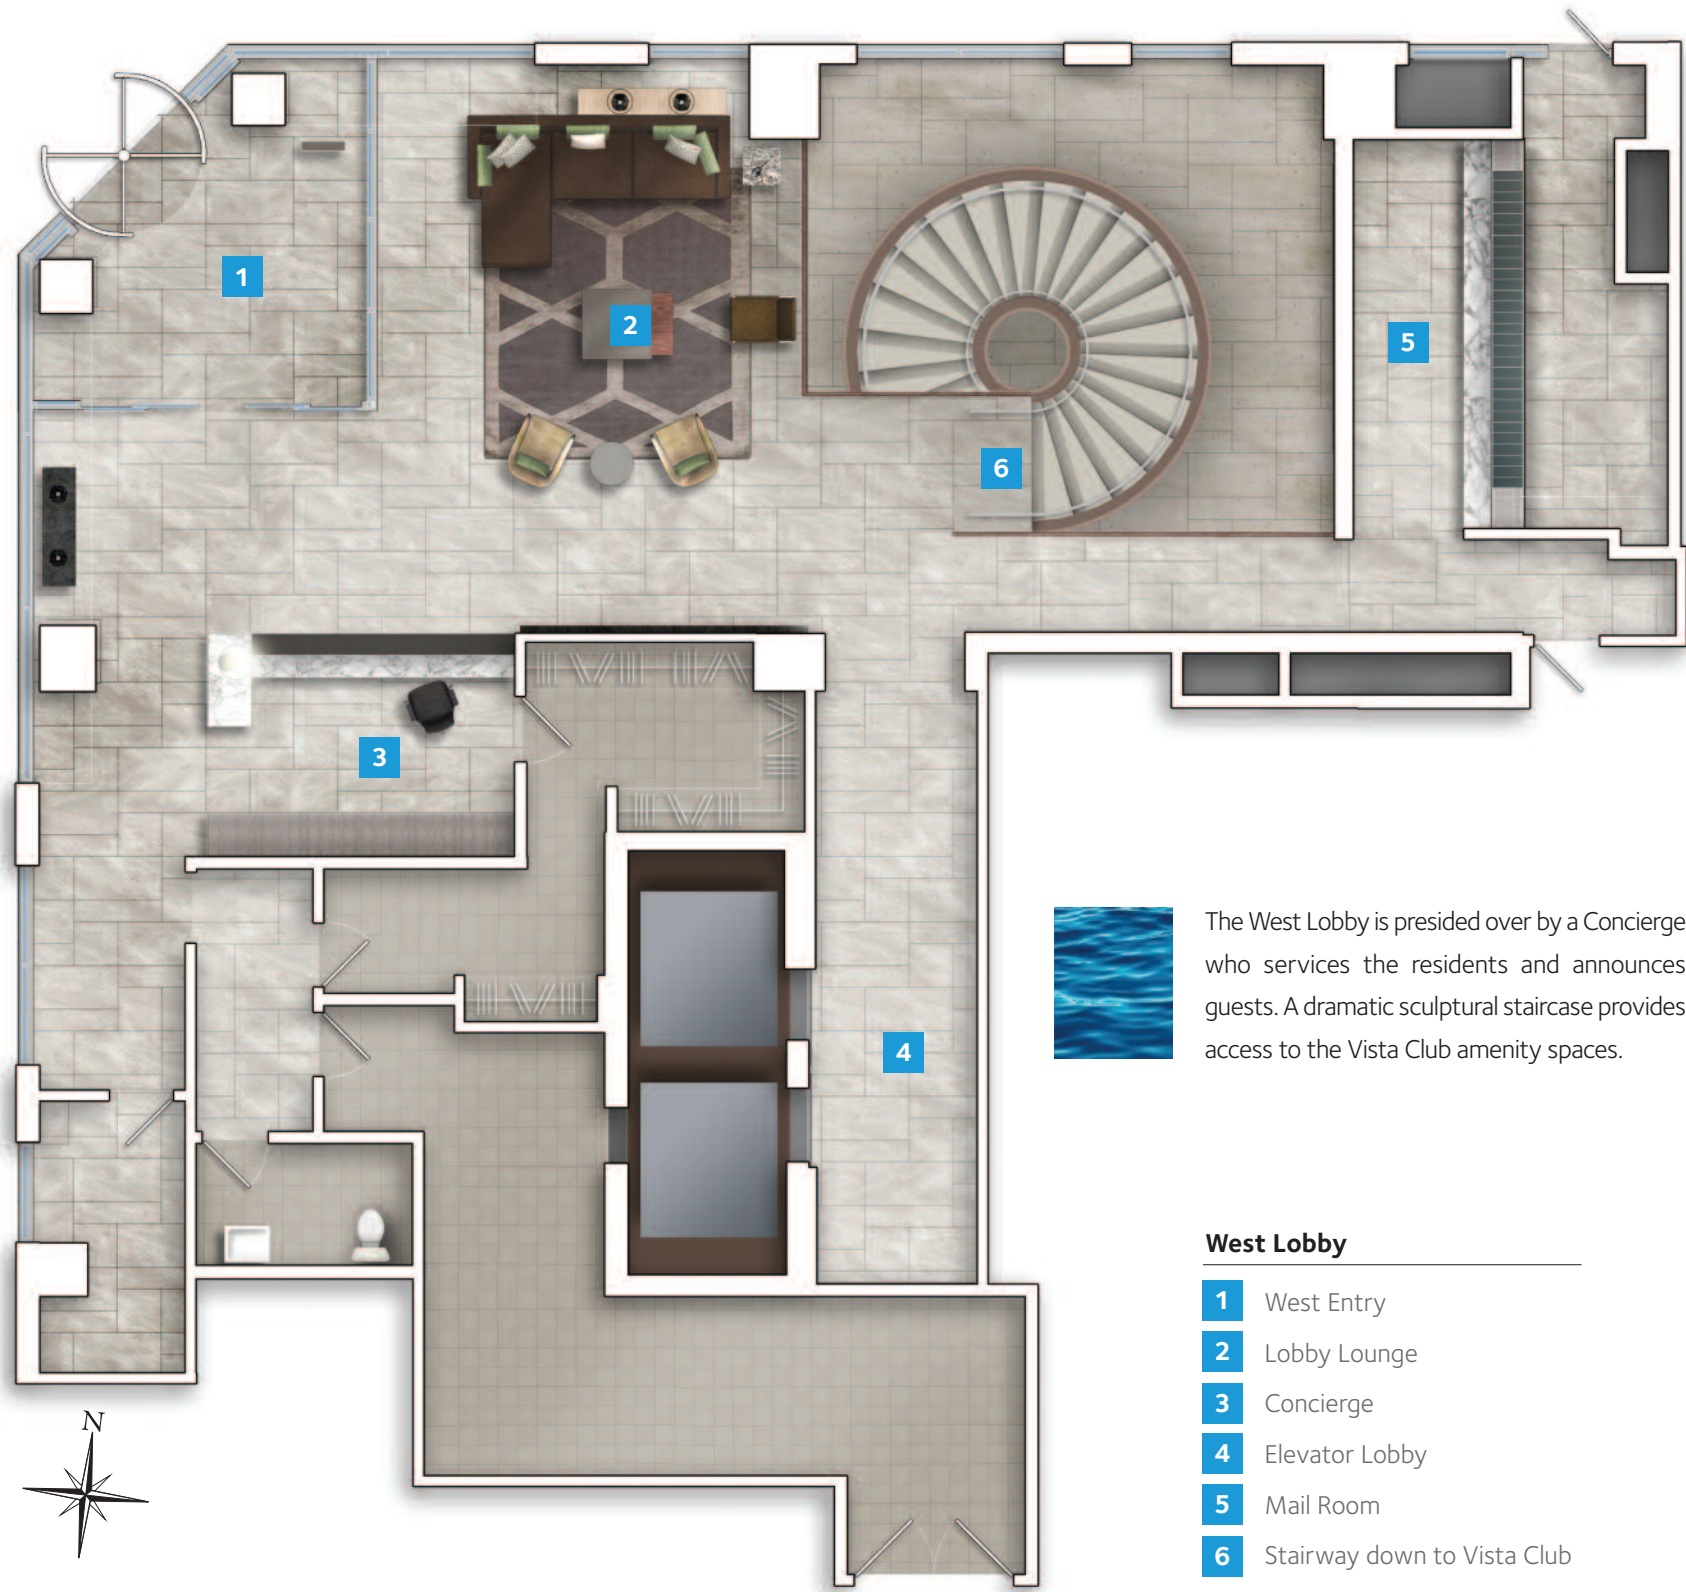 1
2
5
6
3
4
The West Lobby is presided over by a Concierge
who services the residents and announces
guests. A dramatic sculptural staircase provides
access to the Vista Club amenity spaces.
West Lobby
1 West Entry
2 Lobby Lounge
3 Concierge
4 Elevator Lobby
5 Mail Room
6 Stairway down to Vista Club
N